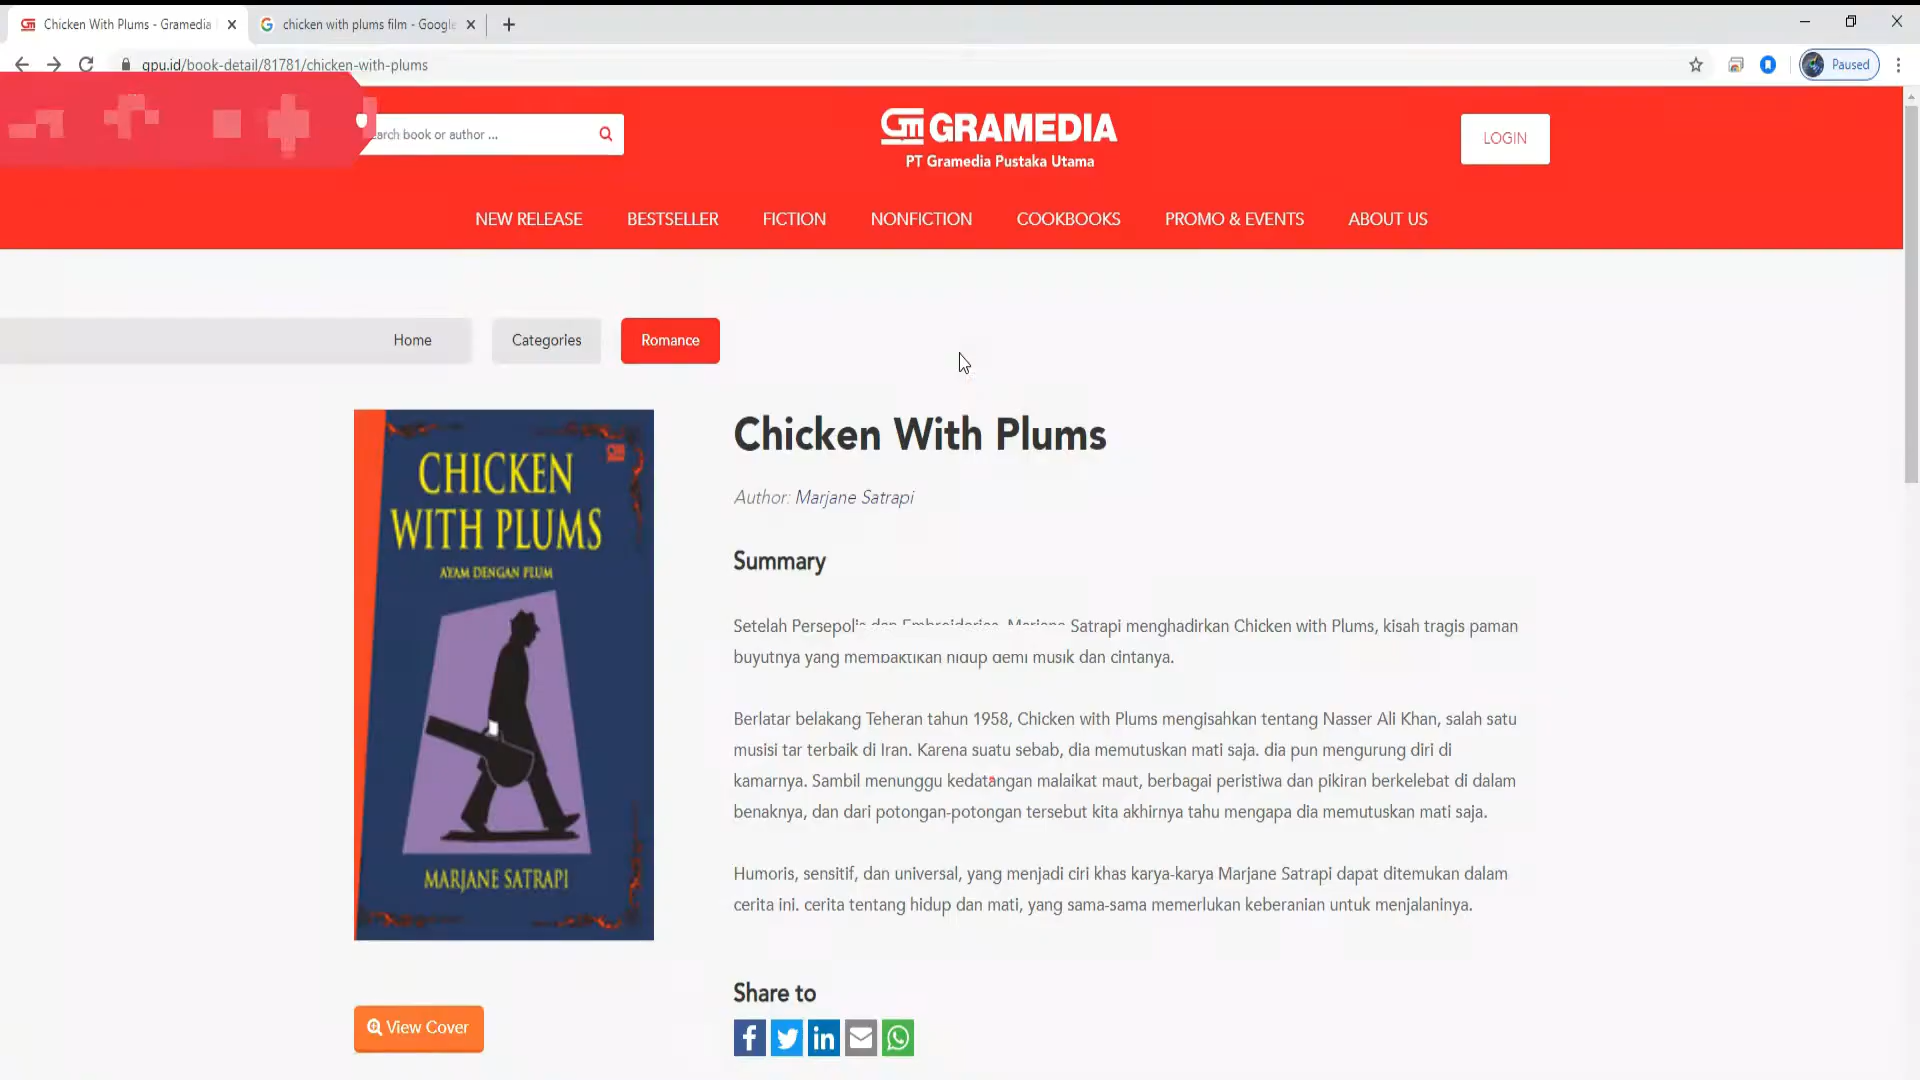 Chicken With Plums - Gramedia
chicken with plums film - Google
gpu.id/book-detail/81781/chicken-with-plums
Paused
earch book or author ...
GRAMEDIA
PT Gramedia Pustaka Utama
LOGIN
NEW RELEASE BESTSELLER FICTION NONFICTION COOKBOOKS PROMO & EVENTS ABOUT US
Home Categories Romance
CHICKEN
WITH PLUMS
AYAM DENGAN PLUM
MARJANE SATRAPI
View Cover
Chicken With Plums
Author: Marjane Satrapi
Summary
Setelah Persepolis dan Embroideries, Marjane Satrapi menghadirkan Chicken with Plums, kisah tragis paman
buyutnya yang membaktikan hidup demi musik dan cintanya.
Berlatar belakang Teheran tahun 1958, Chicken with Plums mengisahkan tentang Nasser Ali Khan, salah satu
musisi tar terbaik di Iran. Karena suatu sebab, dia memutuskan mati saja. dia pun mengurung diri di
kamarnya. Sambil menunggu kedatangan malaikat maut, berbagai peristiwa dan pikiran berkelebat di dalam
benaknya, dan dari potongan-potongan tersebut kita akhirnya tahu mengapa dia memutuskan mati saja.
Humoris, sensitif, dan universal, yang menjadi ciri khas karya-karya Marjane Satrapi dapat ditemukan dalam
cerita ini. cerita tentang hidup dan mati, yang sama-sama memerlukan keberanian untuk menjalaninya.
Share to